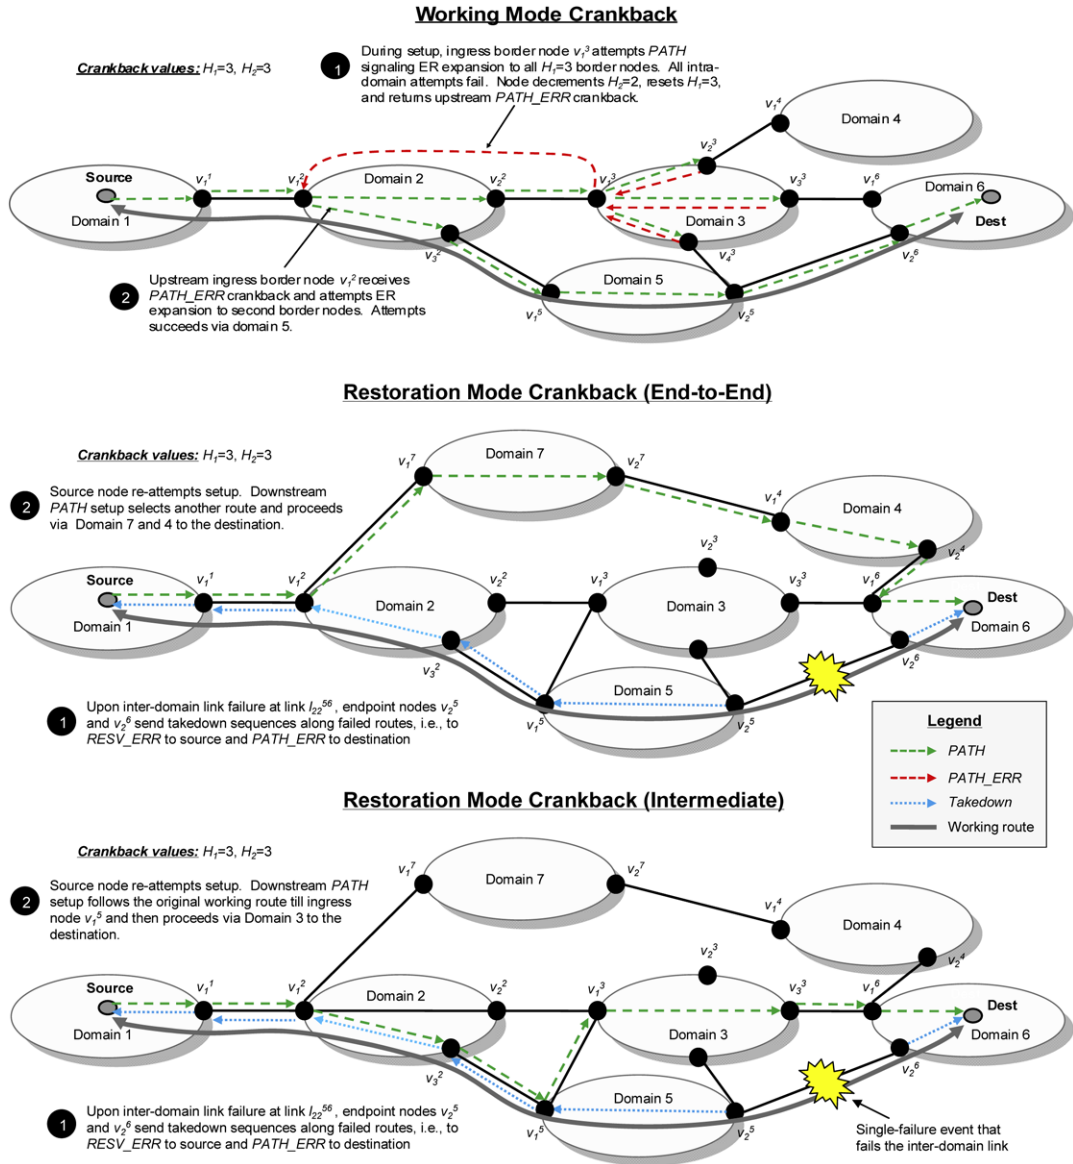 Working Mode Crankback
Crankback values: H₁=3, H₂=3
1
During setup, ingress border node v₁³ attempts PATH
signaling ER expansion to all H₁=3 border nodes. All intra-
domain attempts fail. Node decrements H₂=2, resets H₁=3,
and returns upstream PATH_ERR crankback.
v₁⁴
Domain 4
v₂³
Source
v₁¹
v₁²
Domain 2
v₂²
v₁³
v₃³
v₁⁶
Domain 6
Domain 1
Domain 3
Dest
v₃²
v₄³
v₂⁶
Domain 5
v₁⁵
v₂⁵
2
Upstream ingress border node v₁² receives
PATH_ERR crankback and attempts ER
expansion to second border nodes. Attempts
succeeds via domain 5.
Restoration Mode Crankback (End-to-End)
Crankback values: H₁=3, H₂=3
2
Source node re-attempts setup. Downstream
PATH setup selects another route and proceeds
via Domain 7 and 4 to the destination.
v₁⁷
Domain 7
v₂⁷
v₁⁴
Domain 4
v₂³
v₂⁴
Source
v₁¹
v₁²
v₂²
v₁³
v₃³
v₁⁶
Domain 2
Domain 3
Dest
Domain 1
Domain 6
v₃²
v₂⁶
Domain 5
v₁⁵
v₂⁵
1
Upon inter-domain link failure at link l₂₂⁵⁶, endpoint nodes v₂⁵
and v₂⁶ send takedown sequences along failed routes, i.e., to
RESV_ERR to source and PATH_ERR to destination
Legend
PATH
PATH_ERR
Takedown
Working route
Restoration Mode Crankback (Intermediate)
Crankback values: H₁=3, H₂=3
2
Source node re-attempts setup. Downstream PATH
setup follows the original working route till ingress
node v₁⁵ and then proceeds via Domain 3 to the
destination.
v₁⁷
Domain 7
v₂⁷
v₁⁴
Domain 4
v₂³
v₂⁴
Source
v₁¹
v₁²
Domain 2
v₂²
v₁³
v₃³
v₁⁶
Dest
Domain 1
Domain 3
Domain 6
v₃²
v₂⁶
Domain 5
v₁⁵
v₂⁵
1
Upon inter-domain link failure at link l₂₂⁵⁶, endpoint nodes v₂⁵
and v₂⁶ send takedown sequences along failed routes, i.e., to
RESV_ERR to source and PATH_ERR to destination
Single-failure event that
fails the inter-domain link